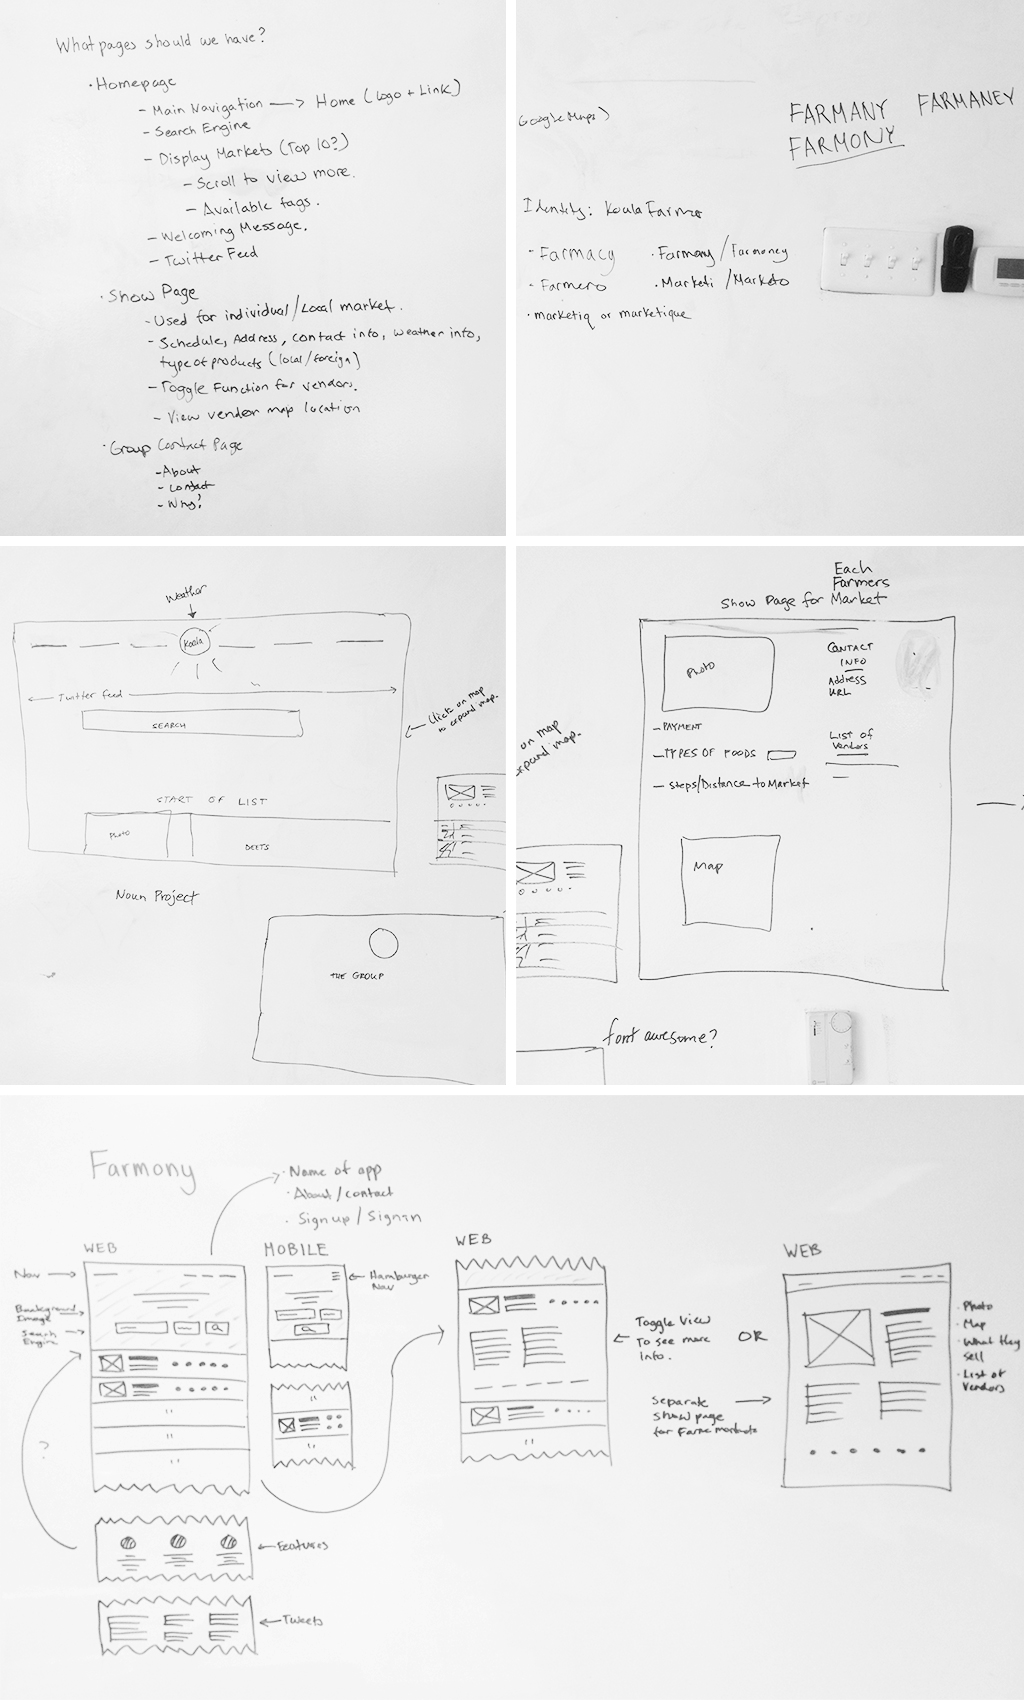 What pages should we have?
· Homepage
- Main Navigation → Home (Logo + Link)
- Search Engine
- Display Markets (Top 10?)
- Scroll to view more.
- Available tags.
- Welcoming Message.
- Twitter Feed
· Show Page
- Used for individual/Local market.
- Schedule, Address, contact info, weather info,
type of products (local/foreign)
- Toggle Function for vendors.
- View vendor map location
· Group Contact Page
- About
- Contact
- Why?
Google Maps)
FARMANY FARMANEY
FARMONY
Identity: Koala Farmer
- Farmacy
- Farmero
· marketiq or marketique
· Farmony / Farmoney
· Marketi / Marketo
Weather
Koala
Twitter feed
SEARCH
START OF LIST
PHOTO
DEETS
Click on map
to expand map.
Noun Project
THE GROUP
Each
Farmers
Show Page for Market
Photo
CONTACT
INFO
Address
URL
- PAYMENT
- TYPES OF FOODS
- Steps/Distance to Market
List of
Vendors
Map
on map
expand map.
font awesome?
Farmony
· Name of app
· About / contact
· Sign up / Sign in
WEB
Nav →
Background
Image
Search
Engine
?
MOBILE
Hamburger
Nav
Features
Tweets
WEB
Toggle View
To see more
info.
OR
Separate
show page
for Farmer markets
WEB
· Photo
· Map
· What they
sell
· List of
Vendors